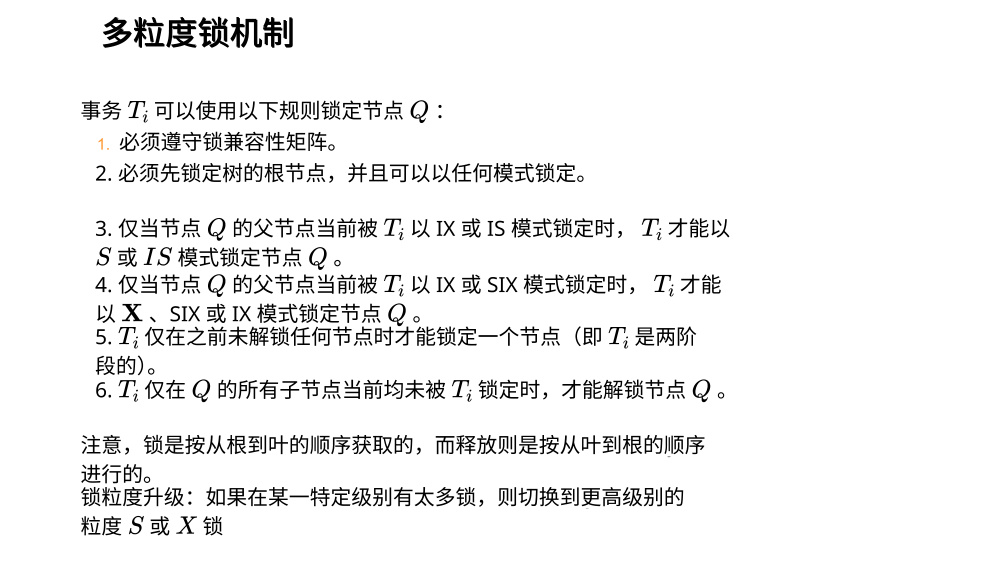 多粒度锁机制
事务 Ti 可以使用以下规则锁定节点 Q：
1. 必须遵守锁兼容性矩阵。
2. 必须先锁定树的根节点，并且可以以任何模式锁定。
3. 仅当节点 Q 的父节点当前被 Ti 以 IX 或 IS 模式锁定时， Ti 才能以
S 或 IS 模式锁定节点 Q 。
4. 仅当节点 Q 的父节点当前被 Ti 以 IX 或 SIX 模式锁定时， Ti 才能
以 X 、SIX 或 IX 模式锁定节点 Q 。
5. Ti 仅在之前未解锁任何节点时才能锁定一个节点（即 Ti 是两阶
段的）。
6. Ti 仅在 Q 的所有子节点当前均未被 Ti 锁定时，才能解锁节点 Q 。
注意，锁是按从根到叶的顺序获取的，而释放则是按从叶到根的顺序
进行的。
锁粒度升级：如果在某一特定级别有太多锁，则切换到更高级别的
粒度 S 或 X 锁